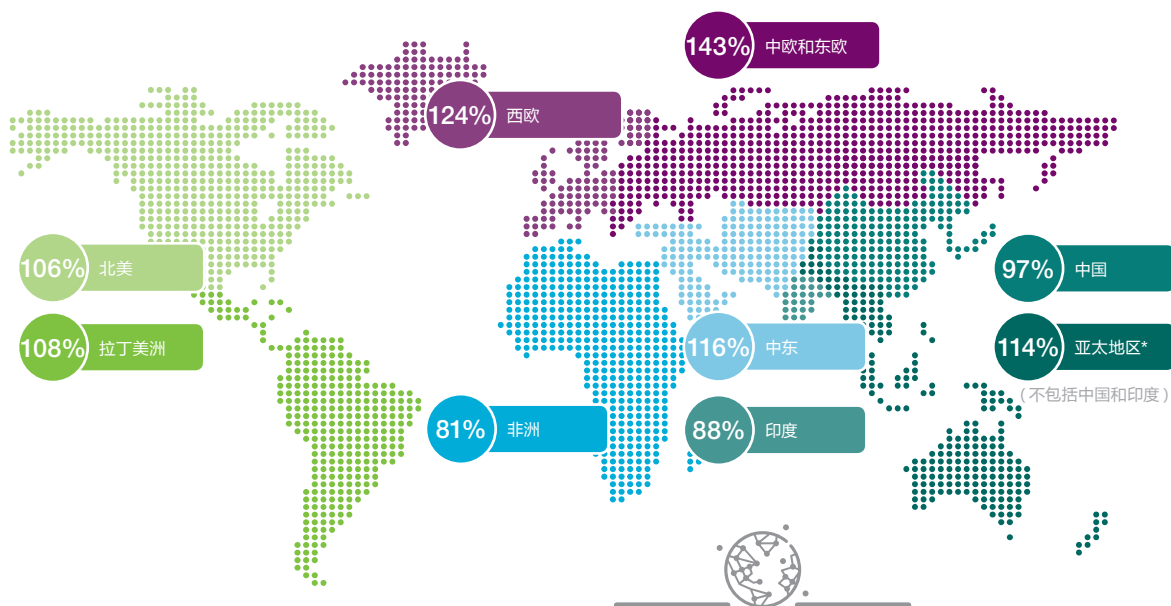 143% 中欧和东欧
124% 西欧
106% 北美
97% 中国
108% 拉丁美洲
116% 中东
114% 亚太地区*
(不包括中国和印度)
81% 非洲
88% 印度